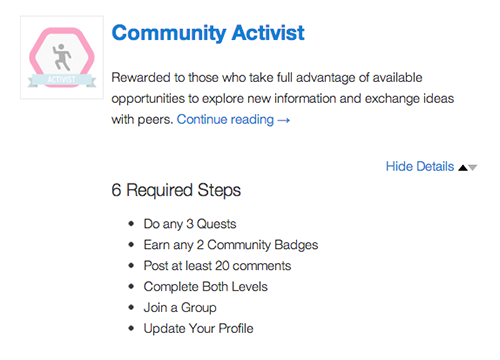 Community Activist
ACTIVIST
Rewarded to those who take full advantage of available
opportunities to explore new information and exchange ideas
with peers. Continue reading →
Hide Details
6 Required Steps
• Do any 3 Quests
• Earn any 2 Community Badges
• Post at least 20 comments
• Complete Both Levels
• Join a Group
• Update Your Profile